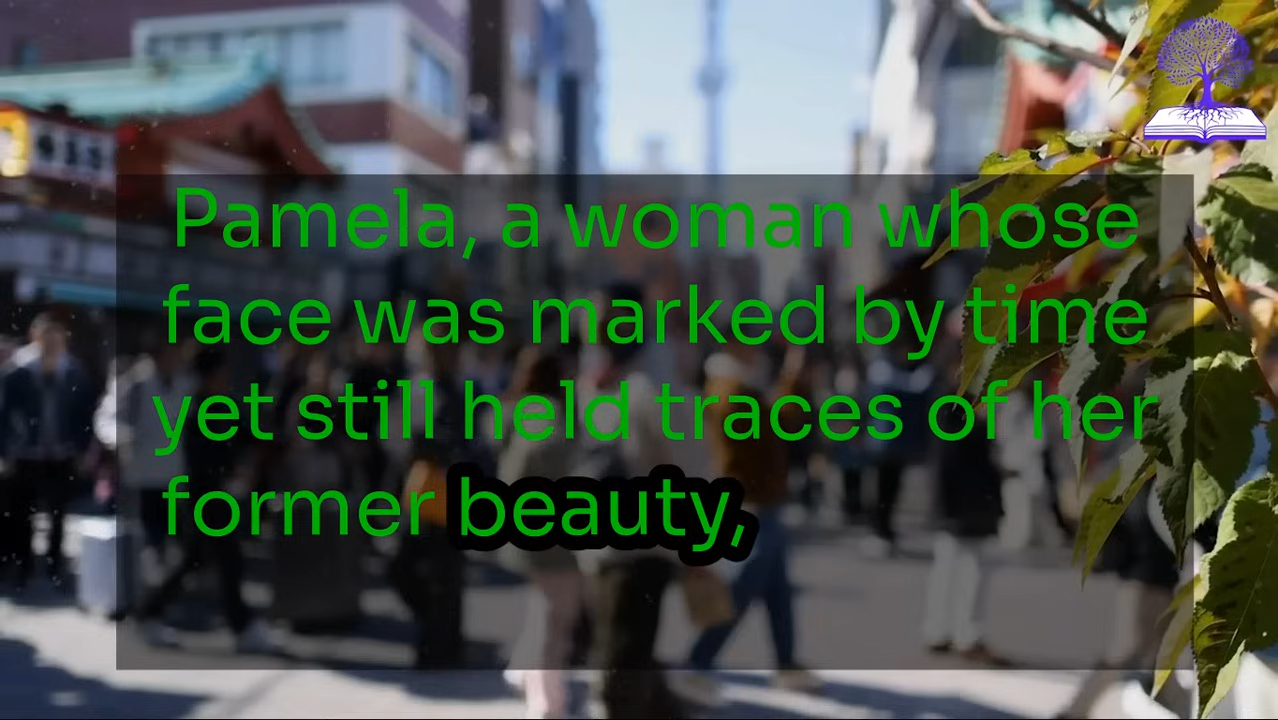 Pamela, a woman whose
face was marked by time
yet still held traces of her
former beauty,